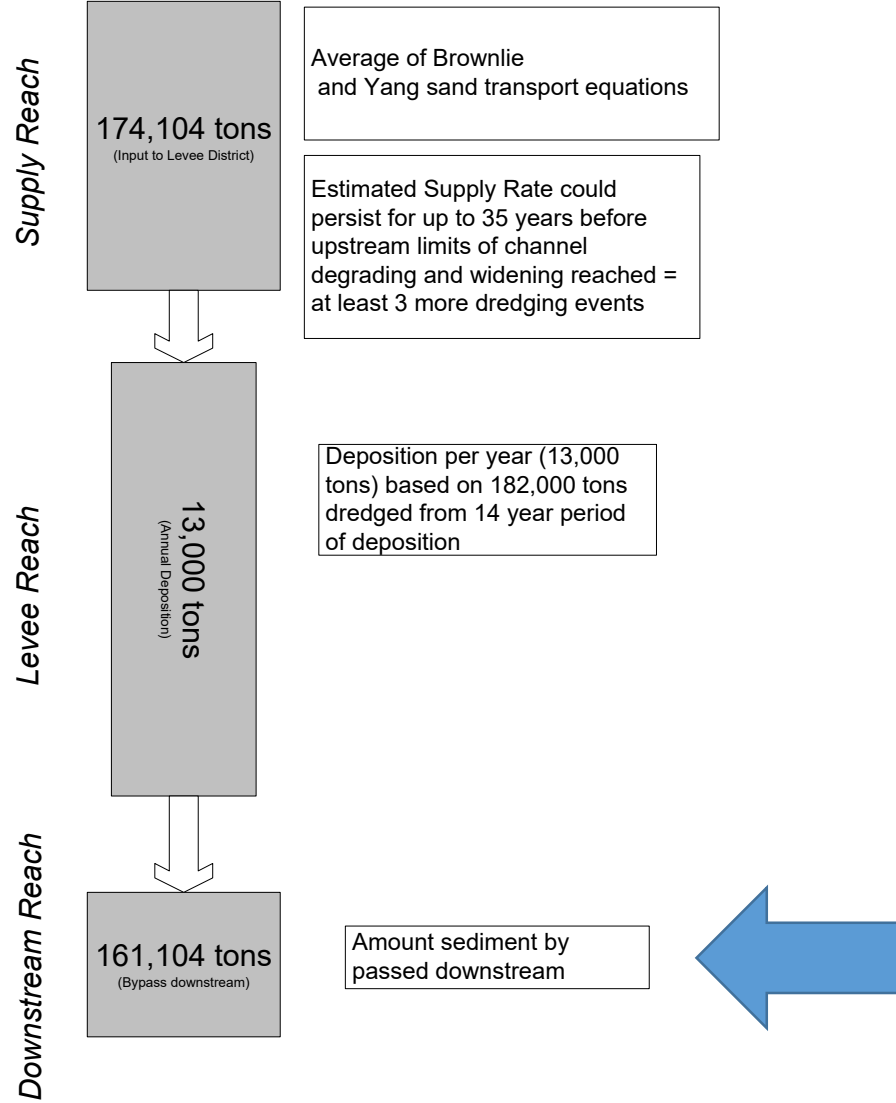 Supply Reach
174,104 tons
(Input to Levee District)
Average of Brownlie
and Yang sand transport equations
Estimated Supply Rate could
persist for up to 35 years before
upstream limits of channel
degrading and widening reached =
at least 3 more dredging events
Levee Reach
13,000 tons
(Annual Deposition)
Deposition per year (13,000
tons) based on 182,000 tons
dredged from 14 year period
of deposition
Downstream Reach
161,104 tons
(Bypass downstream)
Amount sediment by
passed downstream